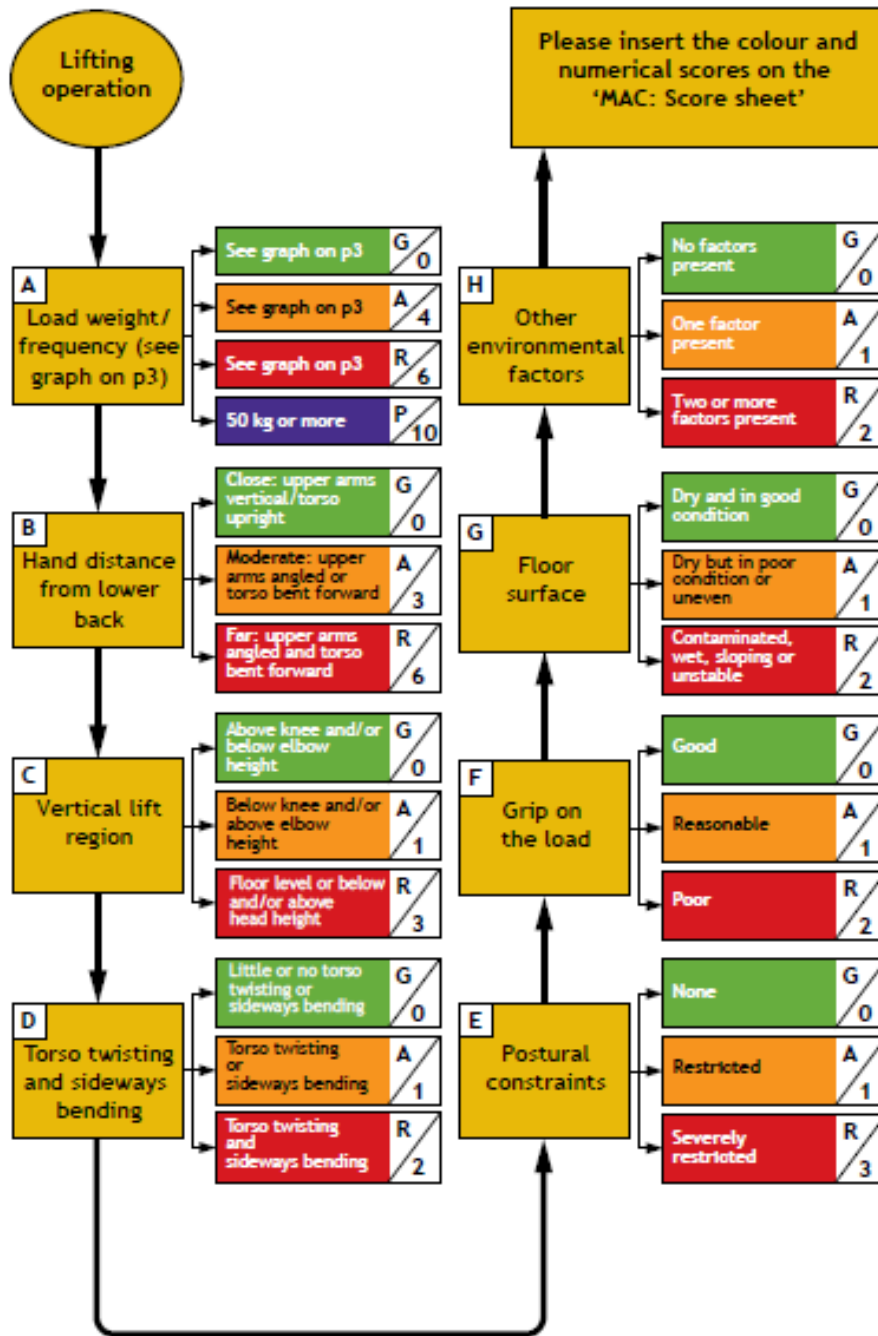 Lifting
operation
A
Load weight/
frequency (see
graph on p3)
See graph on p3
G
0
See graph on p3
A
4
See graph on p3
R
6
50 kg or more
P
10
B
Hand distance
from lower
back
Close: upper arms
vertical/torso
upright
G
0
Moderate: upper
arms angled or
torso bent forward
A
3
Far: upper arms
angled and torso
bent forward
R
6
C
Vertical lift
region
Above knee and/or
below elbow
height
G
0
Below knee and/or
above elbow
height
A
1
Floor level or below
and/or above
head height
R
3
D
Torso twisting
and sideways
bending
Little or no torso
twisting or
sideways bending
G
0
Torso twisting
or
sideways bending
A
1
Torso twisting
and
sideways bending
R
2
E
Postural
constraints
None
G
0
Restricted
A
1
Severely
restricted
R
3
F
Grip on
the load
Good
G
0
Reasonable
A
1
Poor
R
2
G
Floor
surface
Dry and in good
condition
G
0
Dry but in poor
condition or
uneven
A
1
Contaminated,
wet, sloping or
unstable
R
2
H
Other
environmental
factors
No factors
present
G
0
One factor
present
A
1
Two or more
factors present
R
2
Please insert the colour and
numerical scores on the
‘MAC: Score sheet’